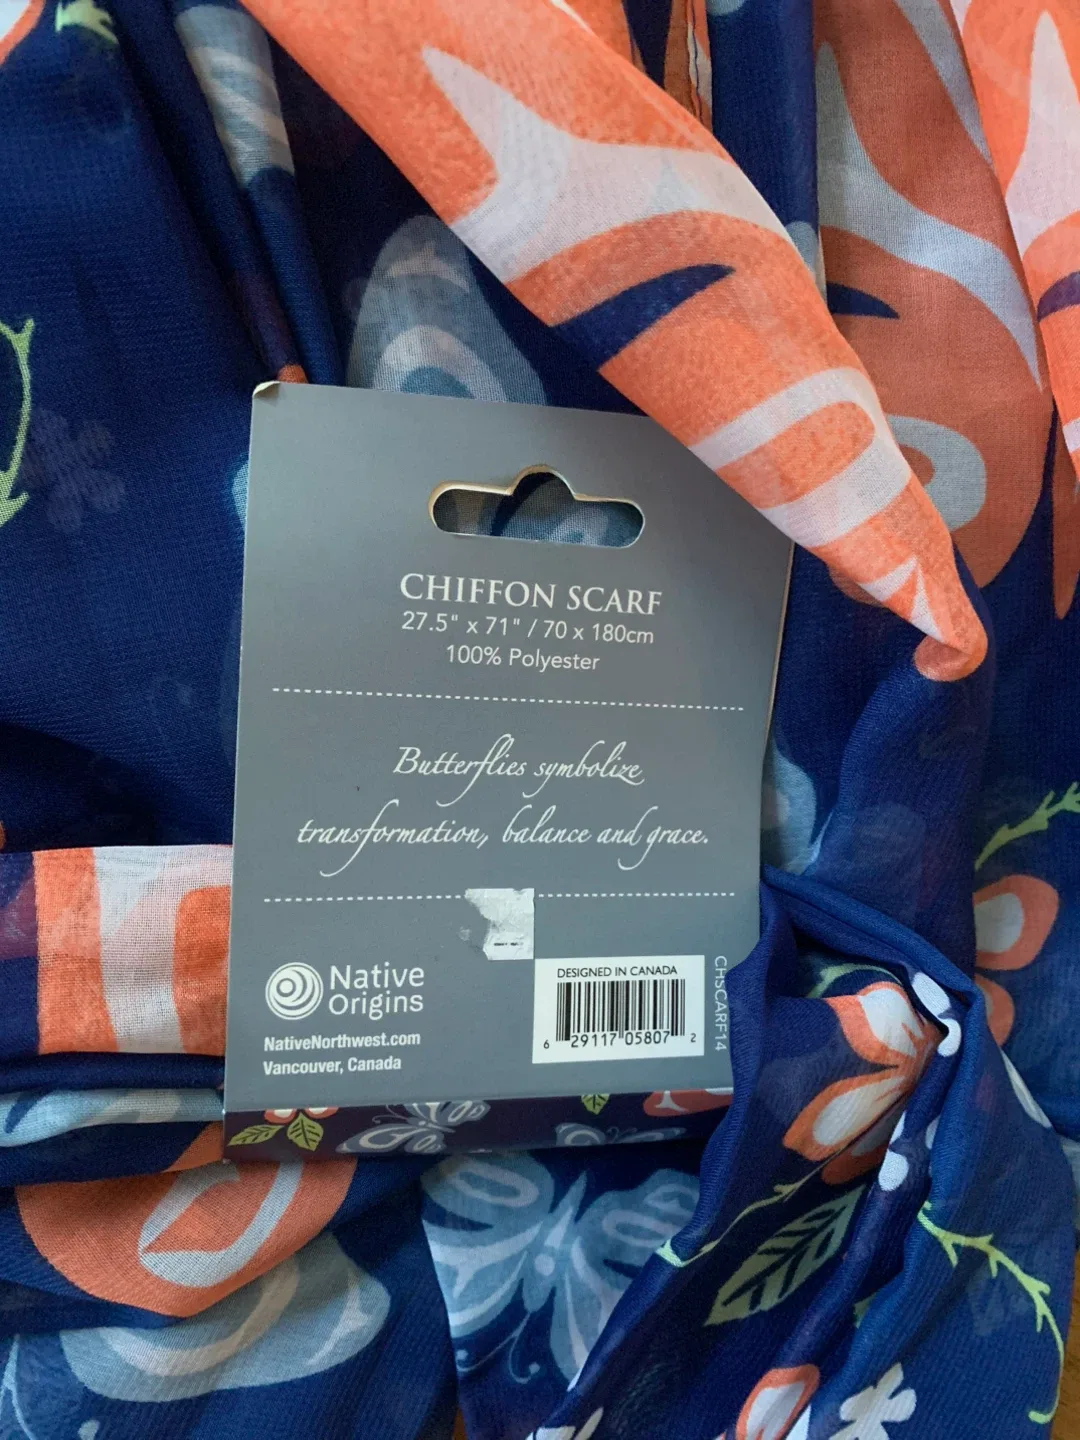 CHIFFON SCARF
27.5" x 71" / 70 x 180cm
100% Polyester
Butterflies symbolize
transformation, balance and grace.
Native
Origins
NativeNorthwest.com
Vancouver, Canada
DESIGNED IN CANADA
6 29117 05807 2
CHSCARF14